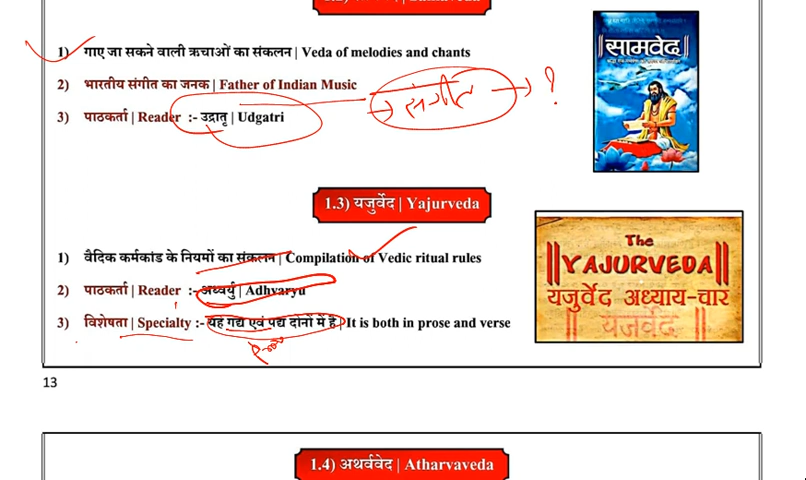 1) गाए जा सकने वाली ऋचाओं का संकलन | Veda of melodies and chants
2) भारतीय संगीत का जनक | Father of Indian Music
3) पाठकर्ता | Reader :- उद्गातृ | Udgatri
संगीत → ?
सामवेद
1.3) यजुर्वेद | Yajurveda
1) वैदिक कर्मकांड के नियमों का संकलन | Compilation of Vedic ritual rules
2) पाठकर्ता | Reader :- अध्वर्यु | Adhvaryu
3) विशेषता | Specialty :- यह गद्य एवं पद्य दोनों में है | It is both in prose and verse
The
||YAJURVEDA||
यजुर्वेद अध्याय-चार
यजुर्वेद
13
1.4) अथर्ववेद | Atharvaveda